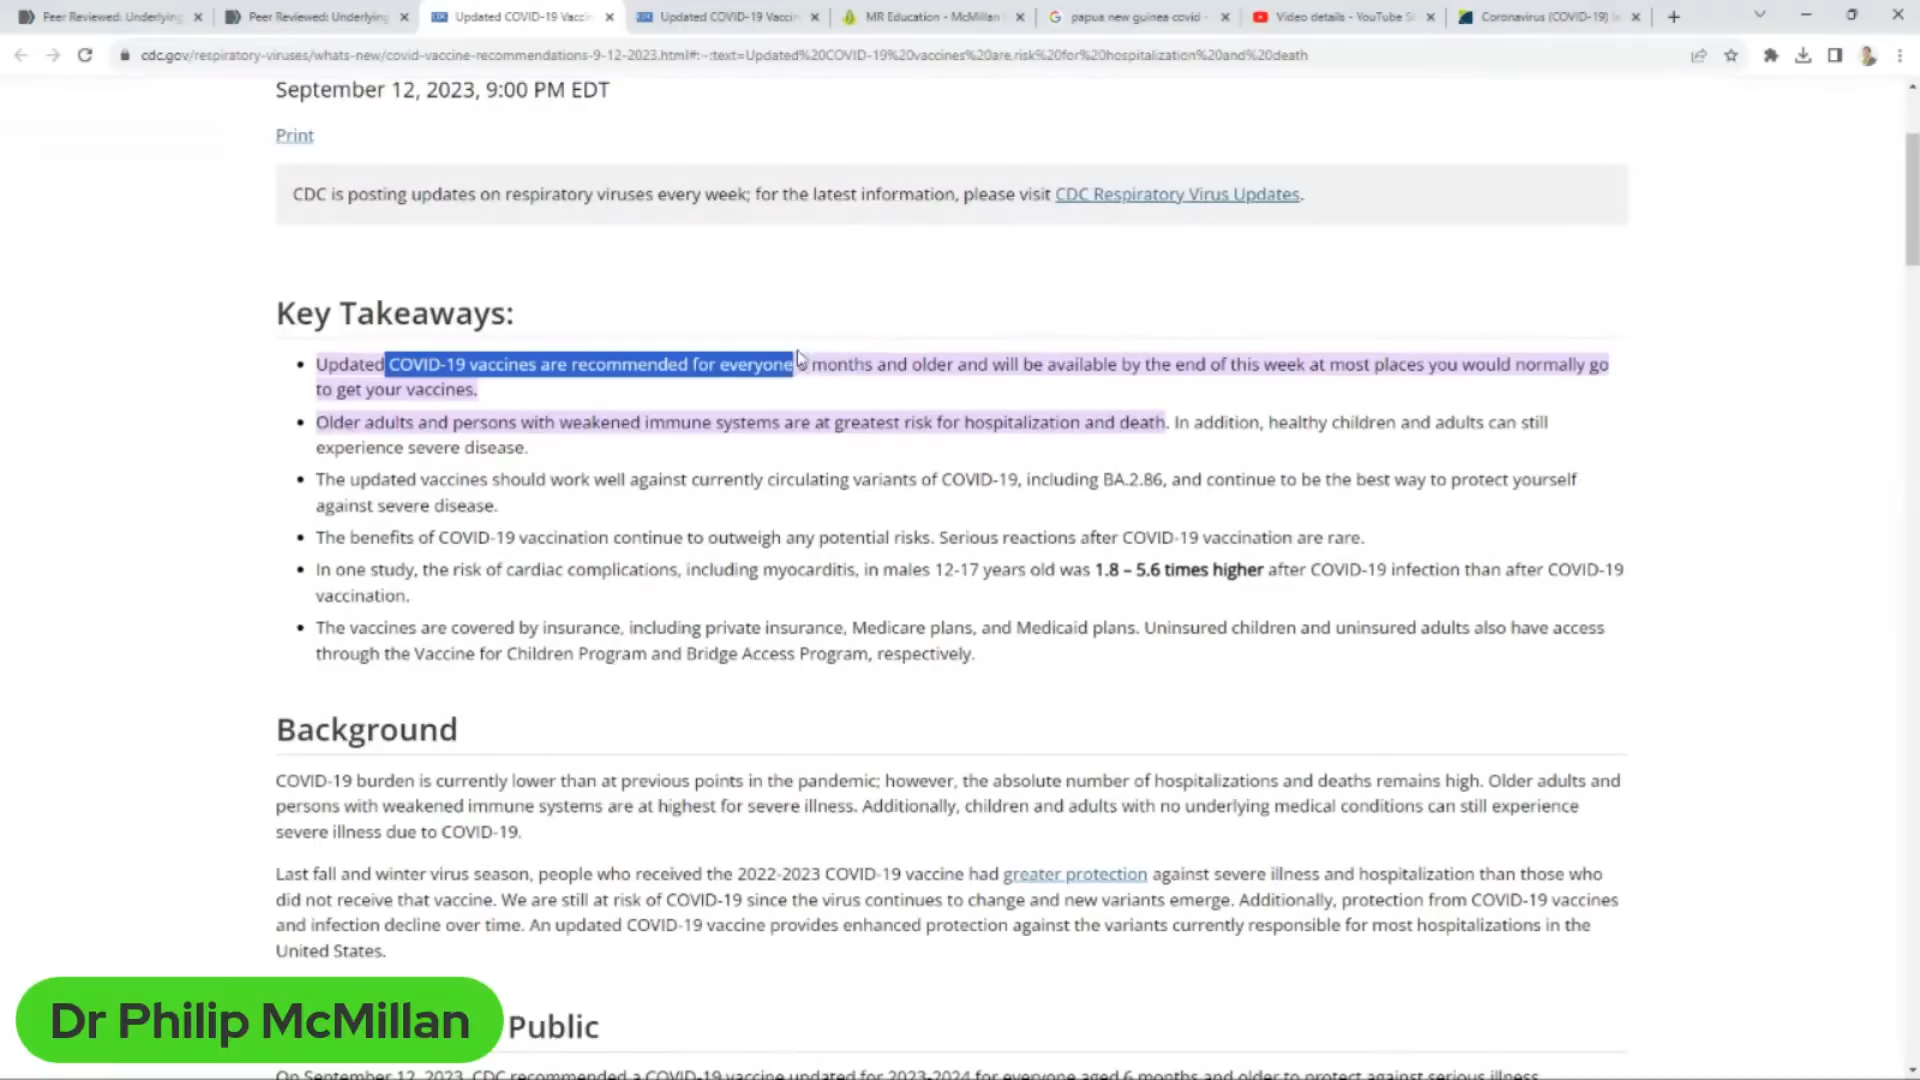 Peer Reviewed: Underlying
Peer Reviewed: Underlying
Updated COVID-19 Vaccin
Updated COVID-19 Vaccin
MR Education - McMillan
papua new guinea covid -
Video details - YouTube S
Coronavirus (COVID-19)
cdc.gov/respiratory-viruses/whats-new/covid-vaccine-recommendations-9-12-2023.html#:~:text=Updated%20COVID-19%20vaccines%20are,risk%20for%20hospitalization%20and%20death
September 12, 2023, 9:00 PM EDT
Print
CDC is posting updates on respiratory viruses every week; for the latest information, please visit CDC Respiratory Virus Updates.
Key Takeaways:
Updated COVID-19 vaccines are recommended for everyone 6 months and older and will be available by the end of this week at most places you would normally go
to get your vaccines.
Older adults and persons with weakened immune systems are at greatest risk for hospitalization and death. In addition, healthy children and adults can still
experience severe disease.
The updated vaccines should work well against currently circulating variants of COVID-19, including BA.2.86, and continue to be the best way to protect yourself
against severe disease.
The benefits of COVID-19 vaccination continue to outweigh any potential risks. Serious reactions after COVID-19 vaccination are rare.
In one study, the risk of cardiac complications, including myocarditis, in males 12-17 years old was 1.8 – 5.6 times higher after COVID-19 infection than after COVID-19
vaccination.
The vaccines are covered by insurance, including private insurance, Medicare plans, and Medicaid plans. Uninsured children and uninsured adults also have access
through the Vaccine for Children Program and Bridge Access Program, respectively.
Background
COVID-19 burden is currently lower than at previous points in the pandemic; however, the absolute number of hospitalizations and deaths remains high. Older adults and
persons with weakened immune systems are at highest for severe illness. Additionally, children and adults with no underlying medical conditions can still experience
severe illness due to COVID-19.
Last fall and winter virus season, people who received the 2022-2023 COVID-19 vaccine had greater protection against severe illness and hospitalization than those who
did not receive that vaccine. We are still at risk of COVID-19 since the virus continues to change and new variants emerge. Additionally, protection from COVID-19 vaccines
and infection decline over time. An updated COVID-19 vaccine provides enhanced protection against the variants currently responsible for most hospitalizations in the
United States.
Dr Philip McMillan
Public
On September 12, 2023, CDC recommended a COVID-19 vaccine updated for 2023-2024 for everyone aged 6 months and older to protect against serious illness